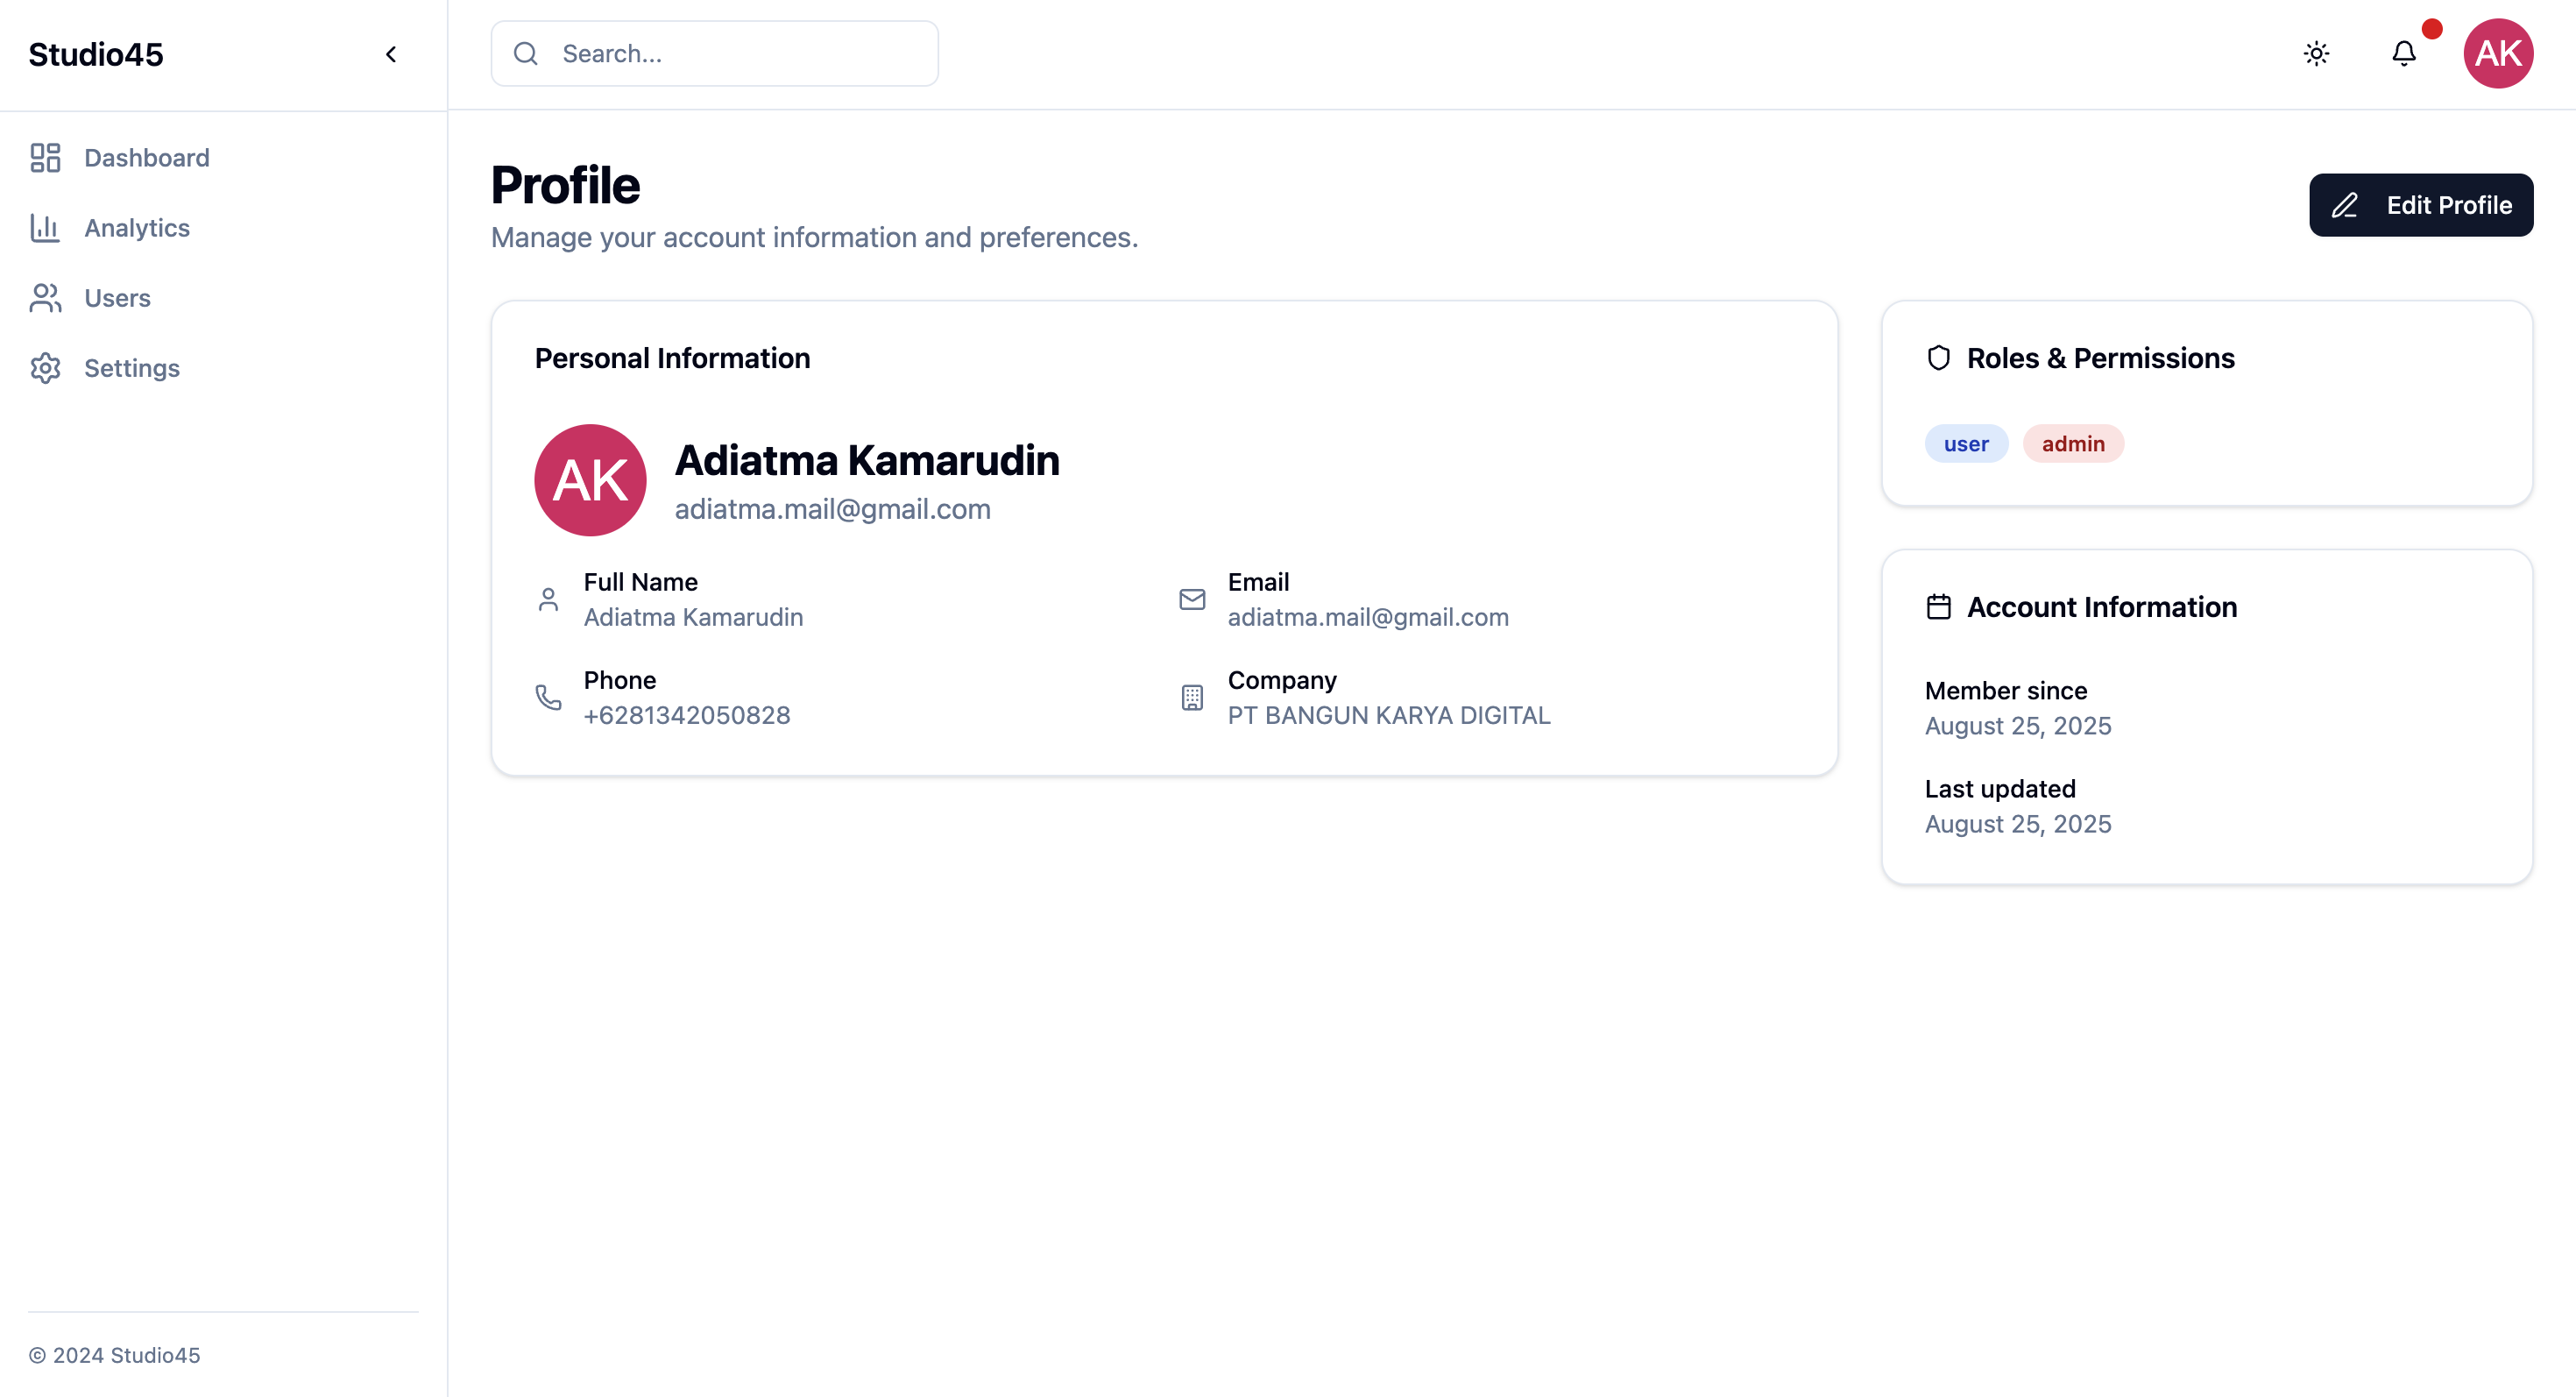 Studio45
Search...
AK
Dashboard
Analytics
Users
Settings
Profile
Manage your account information and preferences.
Edit Profile
Personal Information
AK
Adiatma Kamarudin
adiatma.mail@gmail.com
Full Name
Adiatma Kamarudin
Email
adiatma.mail@gmail.com
Phone
+6281342050828
Company
PT BANGUN KARYA DIGITAL
Roles & Permissions
user admin
Account Information
Member since
August 25, 2025
Last updated
August 25, 2025
© 2024 Studio45